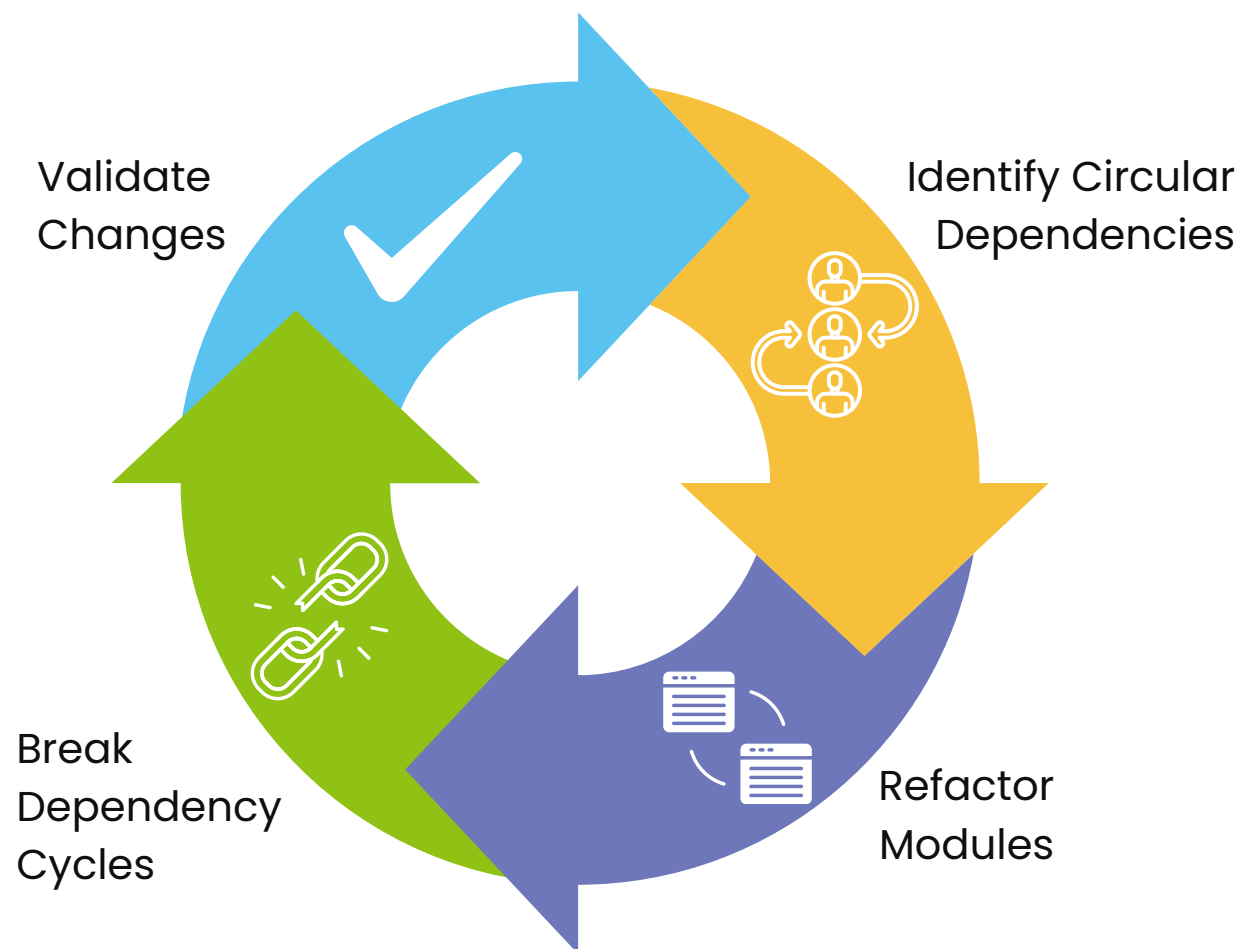 Validate
Changes
Identify Circular
Dependencies
Break
Dependency
Cycles
Refactor
Modules